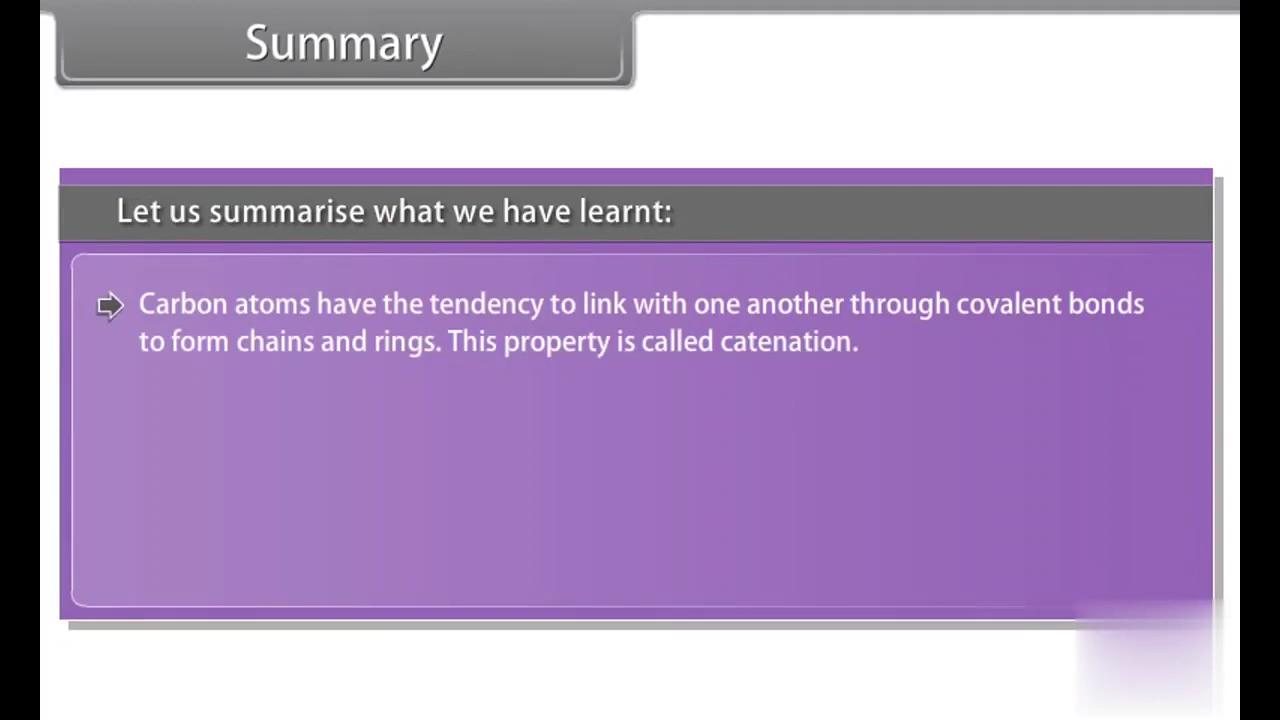 Summary
Let us summarise what we have learnt:
Carbon atoms have the tendency to link with one another through covalent bonds
to form chains and rings. This property is called catenation.